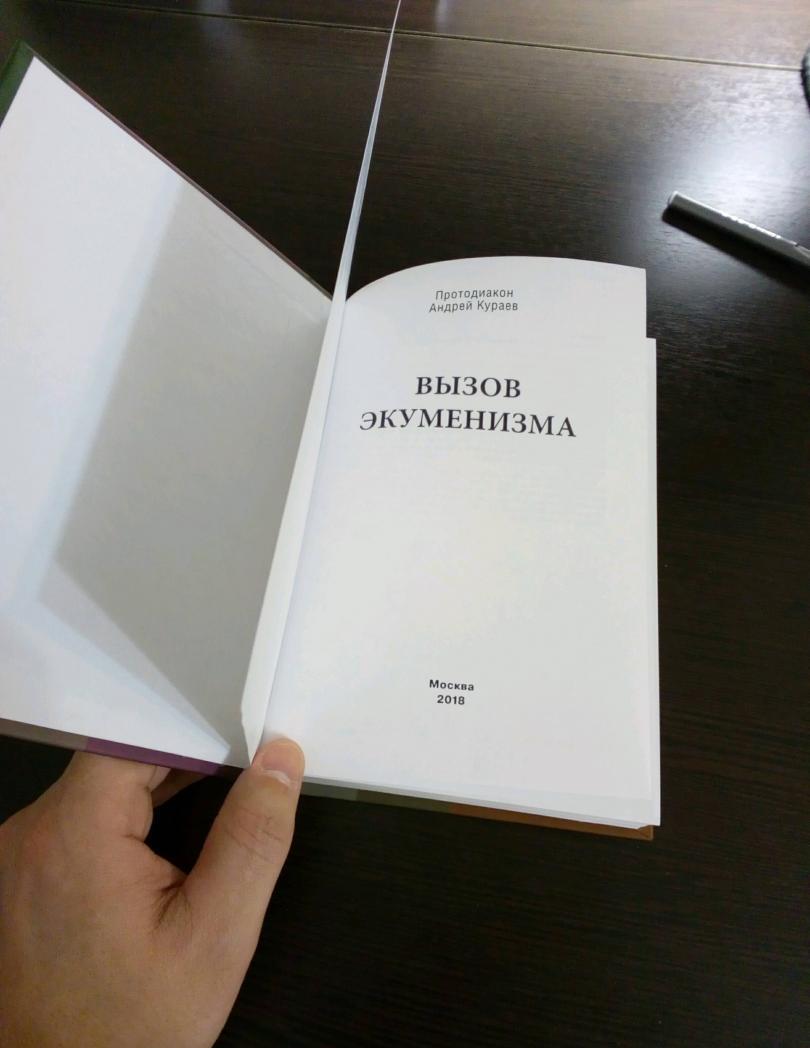 Протодиакон
Андрей Кураев
ВЫЗОВ
ЭКУМЕНИЗМА
Москва
2018